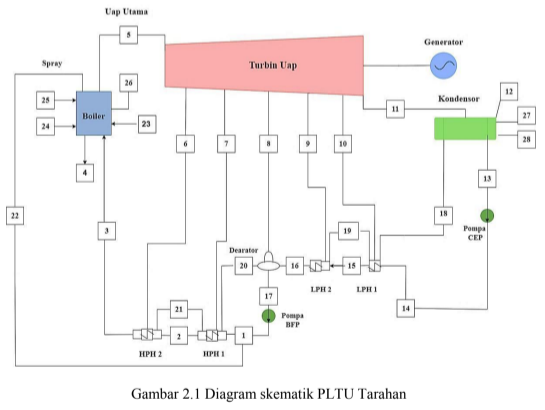 Uap Utama
5
Turbin Uap
Generator
Spray
26
25
Boiler
24
23
4
Kondensor
12
11
27
28
6
7
8
9
10
13
22
3
18
Pompa
CEP
19
Dearator
20
16
15
LPH 2
LPH 1
17
14
Pompa
BFP
21
2
1
HPH 2
HPH 1
Gambar 2.1 Diagram skematik PLTU Tarahan